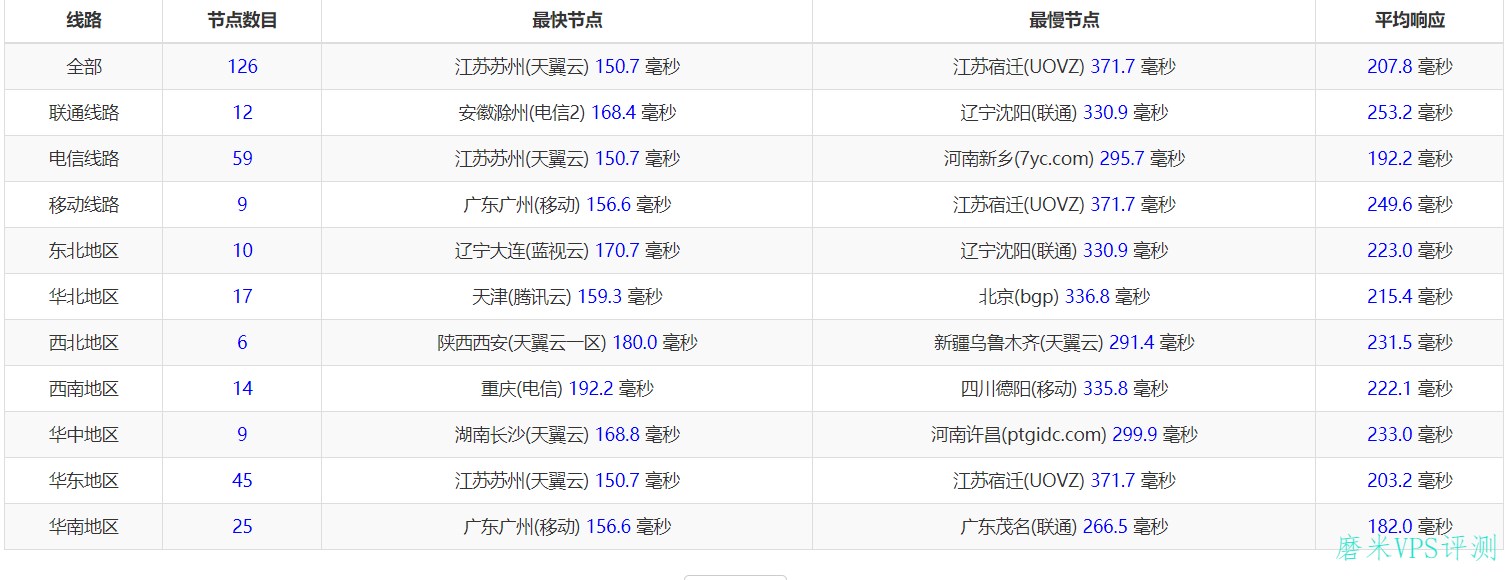 线路 节点数目 最快节点 最慢节点 平均响应
全部 126 江苏苏州(天翼云) 150.7 毫秒 江苏宿迁(UOVZ) 371.7 毫秒 207.8 毫秒
联通线路 12 安徽滁州(电信2) 168.4 毫秒 辽宁沈阳(联通) 330.9 毫秒 253.2 毫秒
电信线路 59 江苏苏州(天翼云) 150.7 毫秒 河南新乡(7yc.com) 295.7 毫秒 192.2 毫秒
移动线路 9 广东广州(移动) 156.6 毫秒 江苏宿迁(UOVZ) 371.7 毫秒 249.6 毫秒
东北地区 10 辽宁大连(蓝视云) 170.7 毫秒 辽宁沈阳(联通) 330.9 毫秒 223.0 毫秒
华北地区 17 天津(腾讯云) 159.3 毫秒 北京(bgp) 336.8 毫秒 215.4 毫秒
西北地区 6 陕西西安(天翼云一区) 180.0 毫秒 新疆乌鲁木齐(天翼云) 291.4 毫秒 231.5 毫秒
西南地区 14 重庆(电信) 192.2 毫秒 四川德阳(移动) 335.8 毫秒 222.1 毫秒
华中地区 9 湖南长沙(天翼云) 168.8 毫秒 河南许昌(ptgidc.com) 299.9 毫秒 233.0 毫秒
华东地区 45 江苏苏州(天翼云) 150.7 毫秒 江苏宿迁(UOVZ) 371.7 毫秒 203.2 毫秒
华南地区 25 广东广州(移动) 156.6 毫秒 广东茂名(联通) 266.5 毫秒 182.0 毫秒
磨米VPS评测